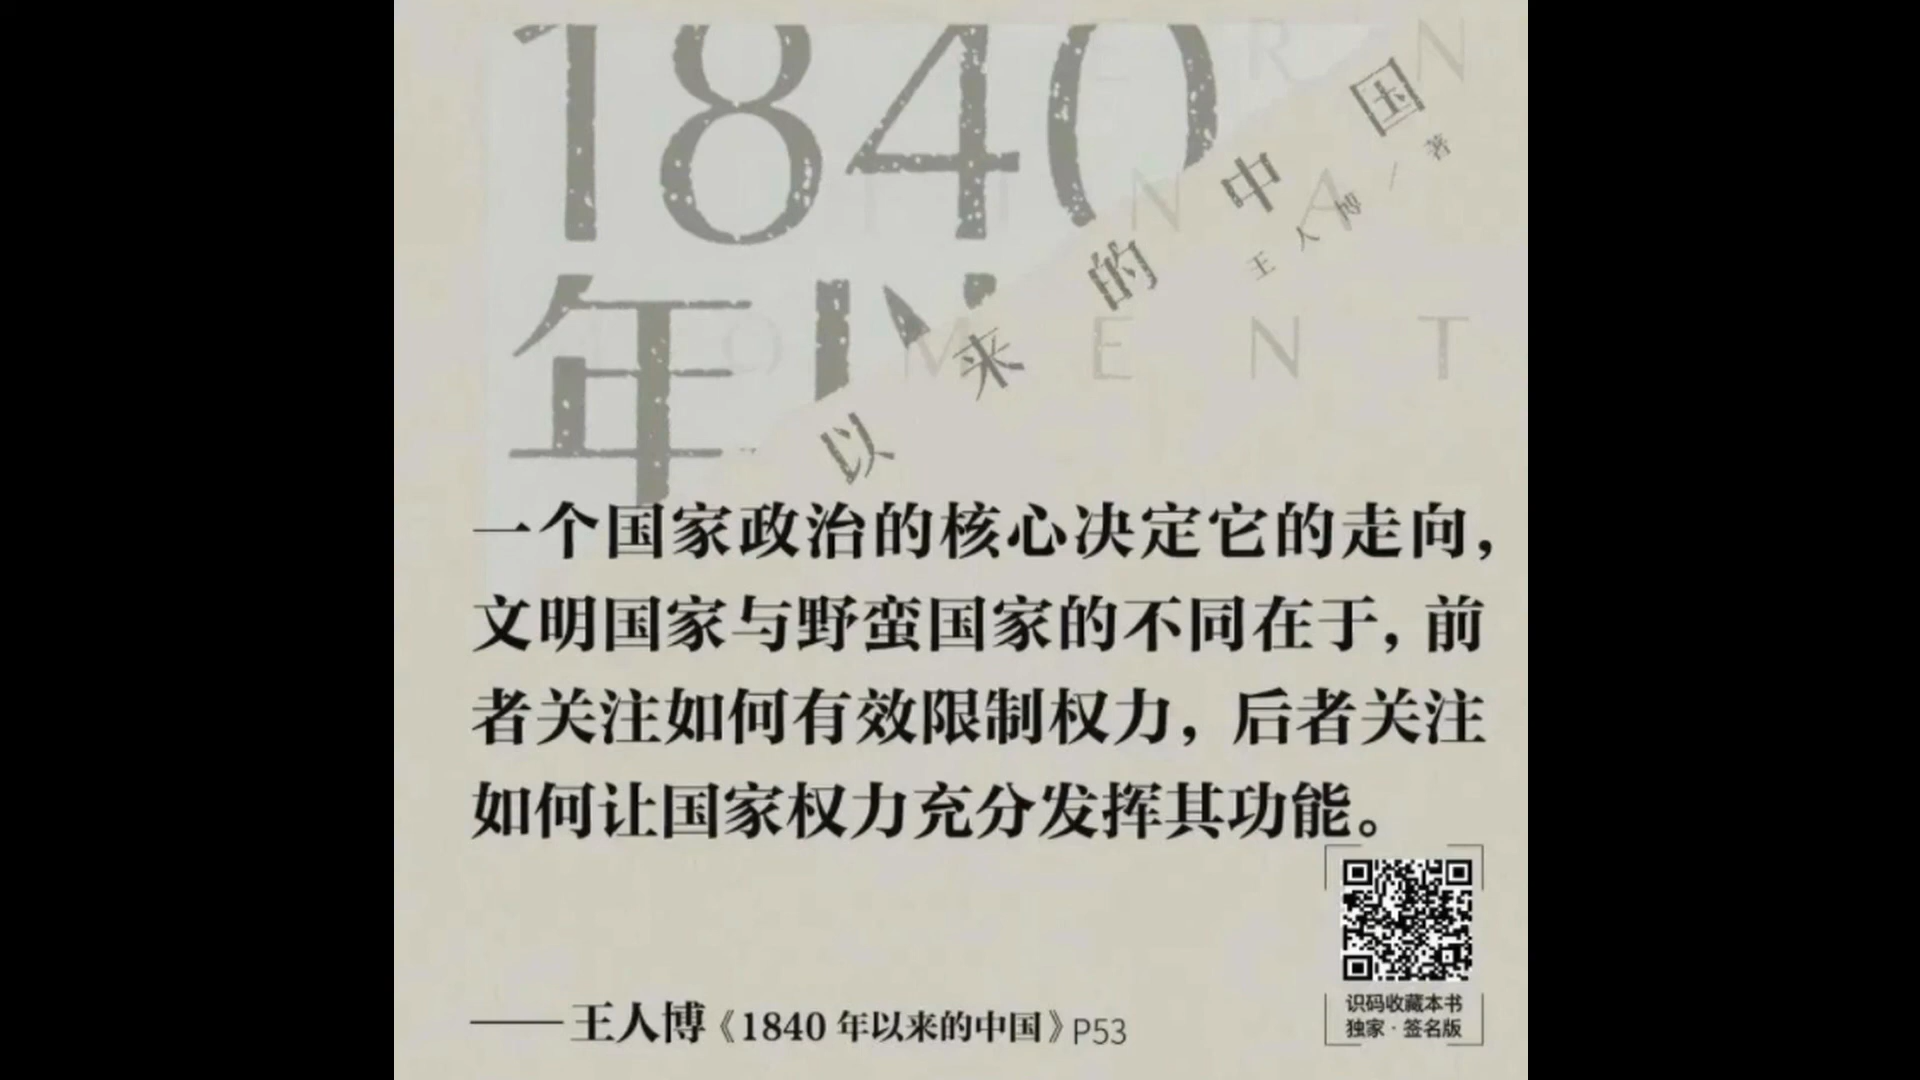 1840
年以
以来的中国
王人博/著
ERN
CHINA
MOMENT
一个国家政治的核心决定它的走向，
文明国家与野蛮国家的不同在于，前
者关注如何有效限制权力，后者关注
如何让国家权力充分发挥其功能。
——王人博《1840 年以来的中国》P53
识码收藏本书
独家·签名版